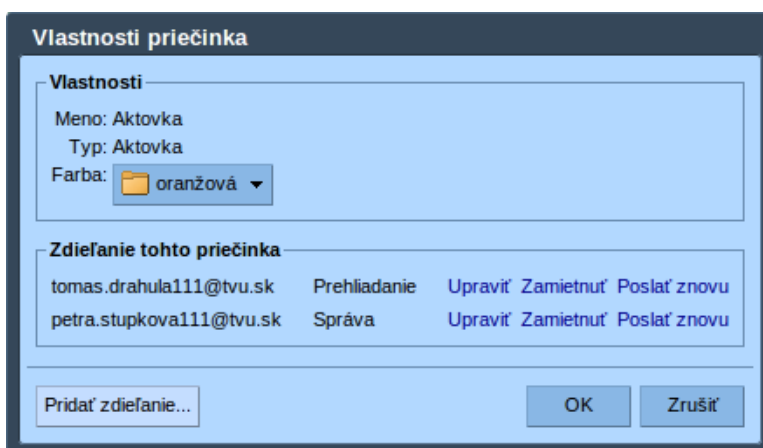 Vlastnosti priečinka
Vlastnosti
Meno: Aktovka
Typ: Aktovka
Farba: oranžová
Zdieľanie tohto priečinka
tomas.drahula111@tvu.sk Prehliadanie Upraviť Zamietnuť Poslať znovu
petra.stupkova111@tvu.sk Správa Upraviť Zamietnuť Poslať znovu
Pridať zdieľanie... OK Zrušiť